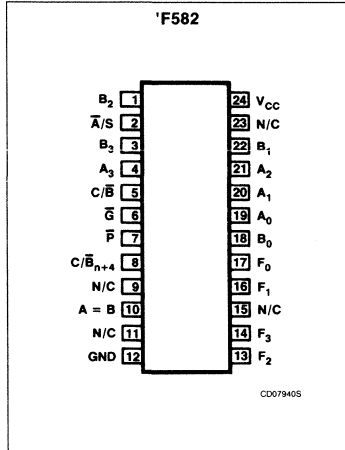 'F582
B₂ 1 24 V_CC
A̅/S 2 23 N/C
B₃ 3 22 B₁
A₃ 4 21 A₂
C/B̅ 5 20 A₁
G̅ 6 19 A₀
P̅ 7 18 B₀
C/B̅ₙ₊₄ 8 17 F₀
N/C 9 16 F₁
A = B 10 15 N/C
N/C 11 14 F₃
GND 12 13 F₂
CD07940S